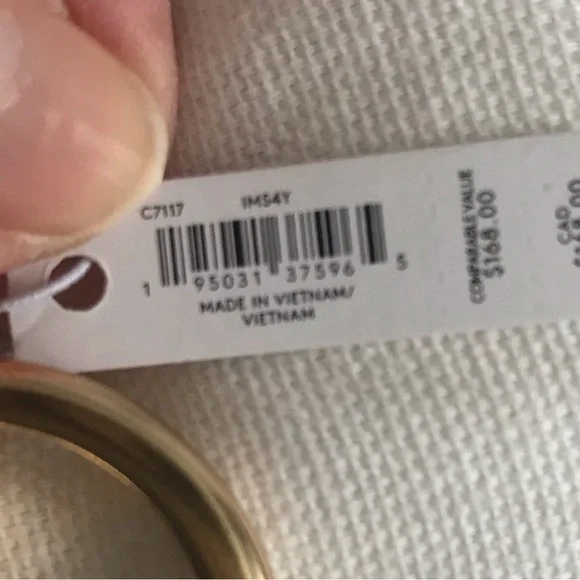 C7117 IMS4Y
1 95031 37596 5
MADE IN VIETNAM/
VIETNAM
COMPARABLE VALUE
$168.00
CAD